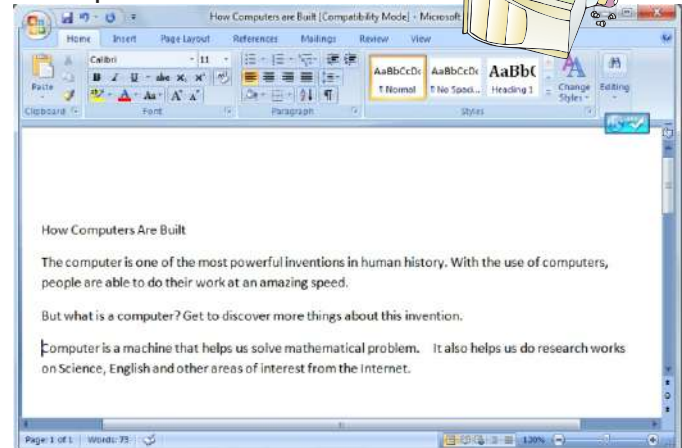 How Computers are Built [Compatibility Mode] - Microsoft
Home Insert Page Layout References Mailings Review View
Calibri 11
AaBbCcDc AaBbCcDc AaBbC
Paste
B I U abc X, X²
¶ Normal ¶ No Spaci... Heading 1
Change Styles
Editing
Aa A A
Clipboard Font Paragraph Styles
How Computers Are Built
The computer is one of the most powerful inventions in human history. With the use of computers,
people are able to do their work at an amazing speed.
But what is a computer? Get to discover more things about this invention.
Computer is a machine that helps us solve mathematical problem. It also helps us do research works
on Science, English and other areas of interest from the Internet.
Page: 1 of 1 Words: 73 130%